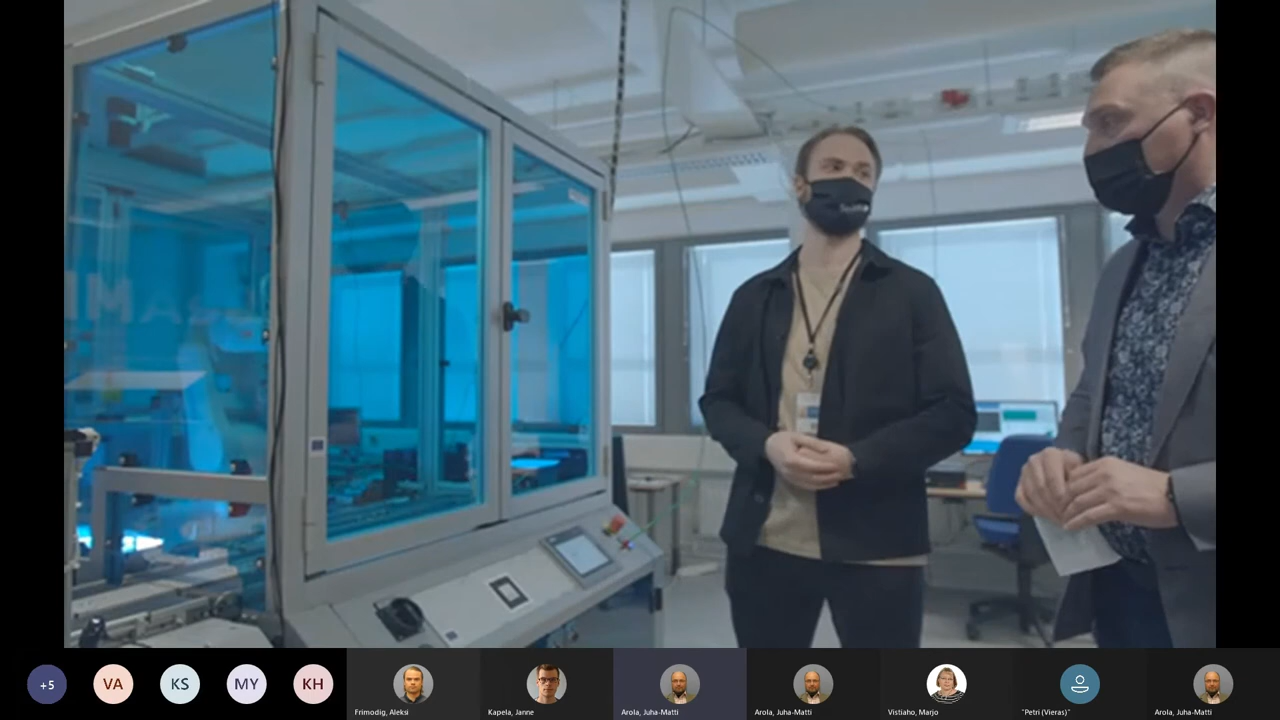 +5
VA
KS
MY
KH
Frimodig, Aleksi
Kapela, Janne
Arola, Juha-Matti
Arola, Juha-Matti
Vistiaho, Marjo
"Petri (Vieras)"
Arola, Juha-Matti